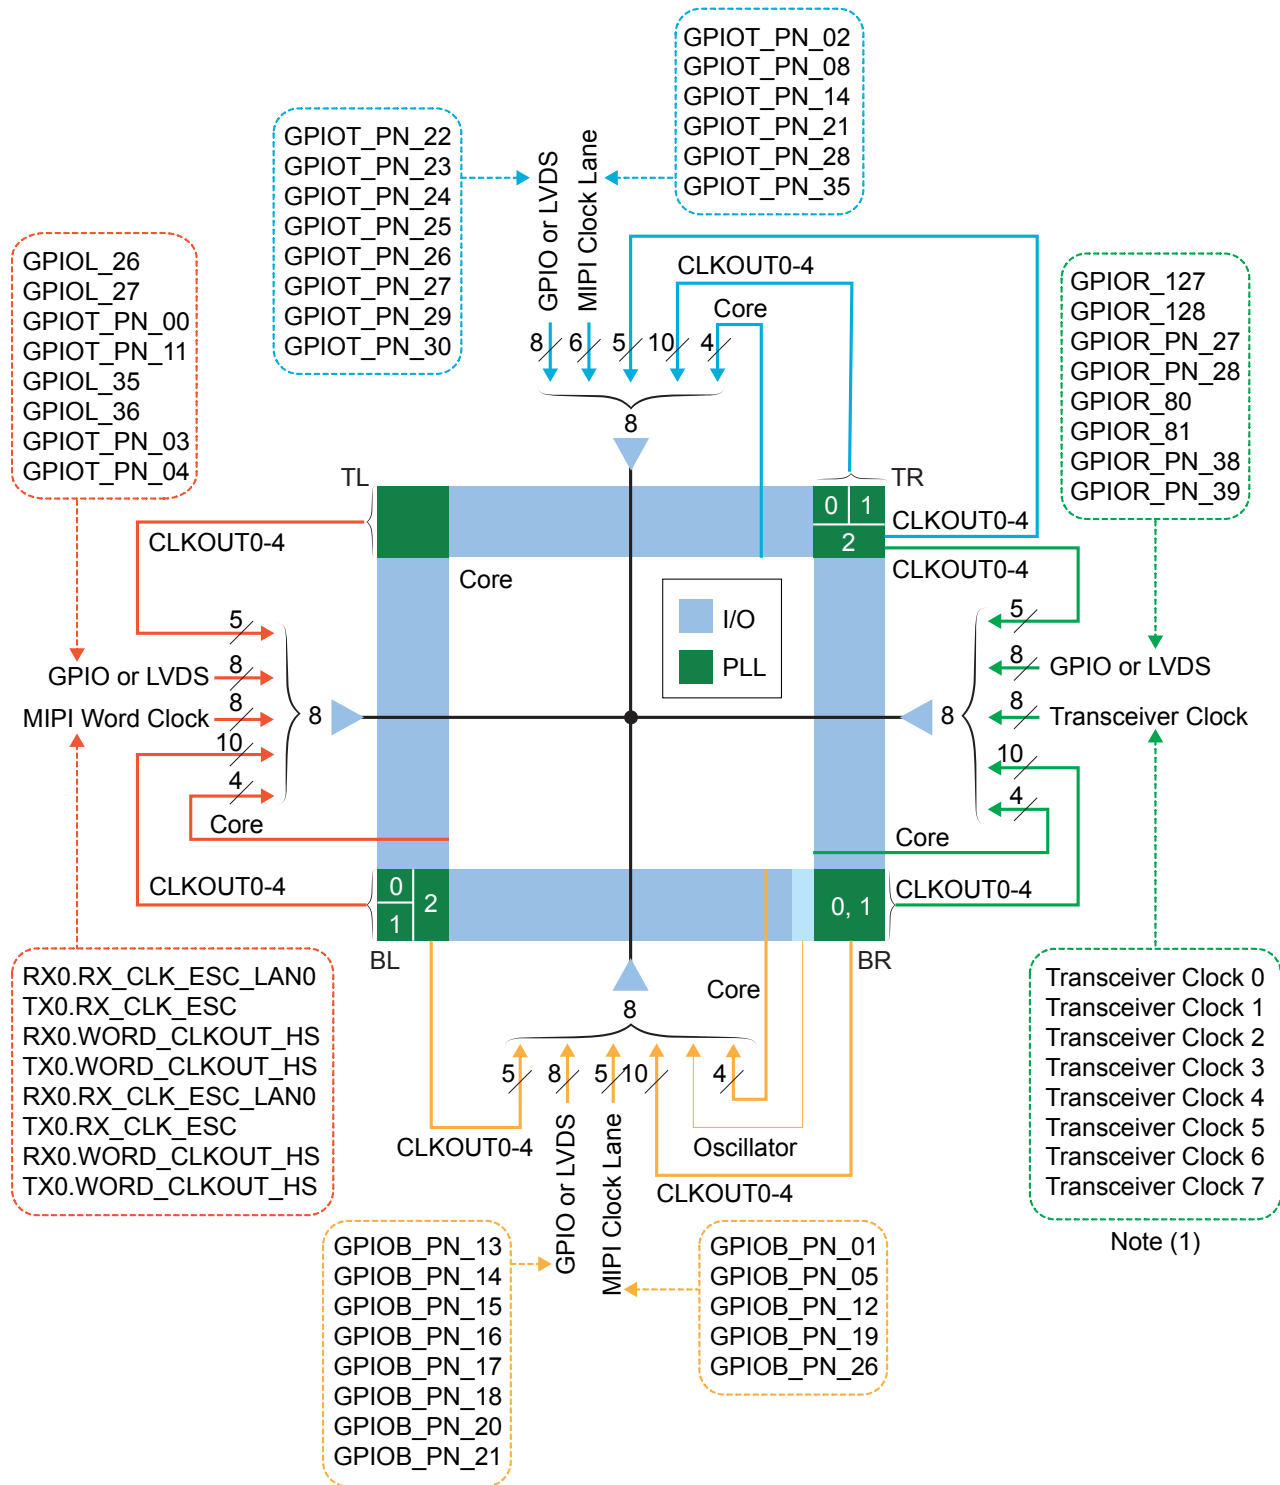 GPIOT_PN_02
GPIOT_PN_08
GPIOT_PN_14
GPIOT_PN_21
GPIOT_PN_28
GPIOT_PN_35
GPIOT_PN_22
GPIOT_PN_23
GPIOT_PN_24
GPIOT_PN_25
GPIOT_PN_26
GPIOT_PN_27
GPIOT_PN_29
GPIOT_PN_30
GPIO or LVDS
MIPI Clock Lane
CLKOUT0-4
Core
8
6
5
10
4
8
GPIOL_26
GPIOL_27
GPIOT_PN_00
GPIOT_PN_11
GPIOL_35
GPIOL_36
GPIOT_PN_03
GPIOT_PN_04
GPIOR_127
GPIOR_128
GPIOR_PN_27
GPIOR_PN_28
GPIOR_80
GPIOR_81
GPIOR_PN_38
GPIOR_PN_39
TL
TR
0
1
2
CLKOUT0-4
CLKOUT0-4
CLKOUT0-4
Core
I/O
PLL
5
GPIO or LVDS
8
MIPI Word Clock
8
10
4
Core
8
CLKOUT0-4
5
8
GPIO or LVDS
8
Transceiver Clock
8
10
4
Core
CLKOUT0-4
0
1
2
BL
0, 1
BR
Core
8
5
8
5
10
4
CLKOUT0-4
GPIO or LVDS
MIPI Clock Lane
Oscillator
CLKOUT0-4
RX0.RX_CLK_ESC_LAN0
TX0.RX_CLK_ESC
RX0.WORD_CLKOUT_HS
TX0.WORD_CLKOUT_HS
RX0.RX_CLK_ESC_LAN0
TX0.RX_CLK_ESC
RX0.WORD_CLKOUT_HS
TX0.WORD_CLKOUT_HS
Transceiver Clock 0
Transceiver Clock 1
Transceiver Clock 2
Transceiver Clock 3
Transceiver Clock 4
Transceiver Clock 5
Transceiver Clock 6
Transceiver Clock 7
Note (1)
GPIOB_PN_13
GPIOB_PN_14
GPIOB_PN_15
GPIOB_PN_16
GPIOB_PN_17
GPIOB_PN_18
GPIOB_PN_20
GPIOB_PN_21
GPIOB_PN_01
GPIOB_PN_05
GPIOB_PN_12
GPIOB_PN_19
GPIOB_PN_26